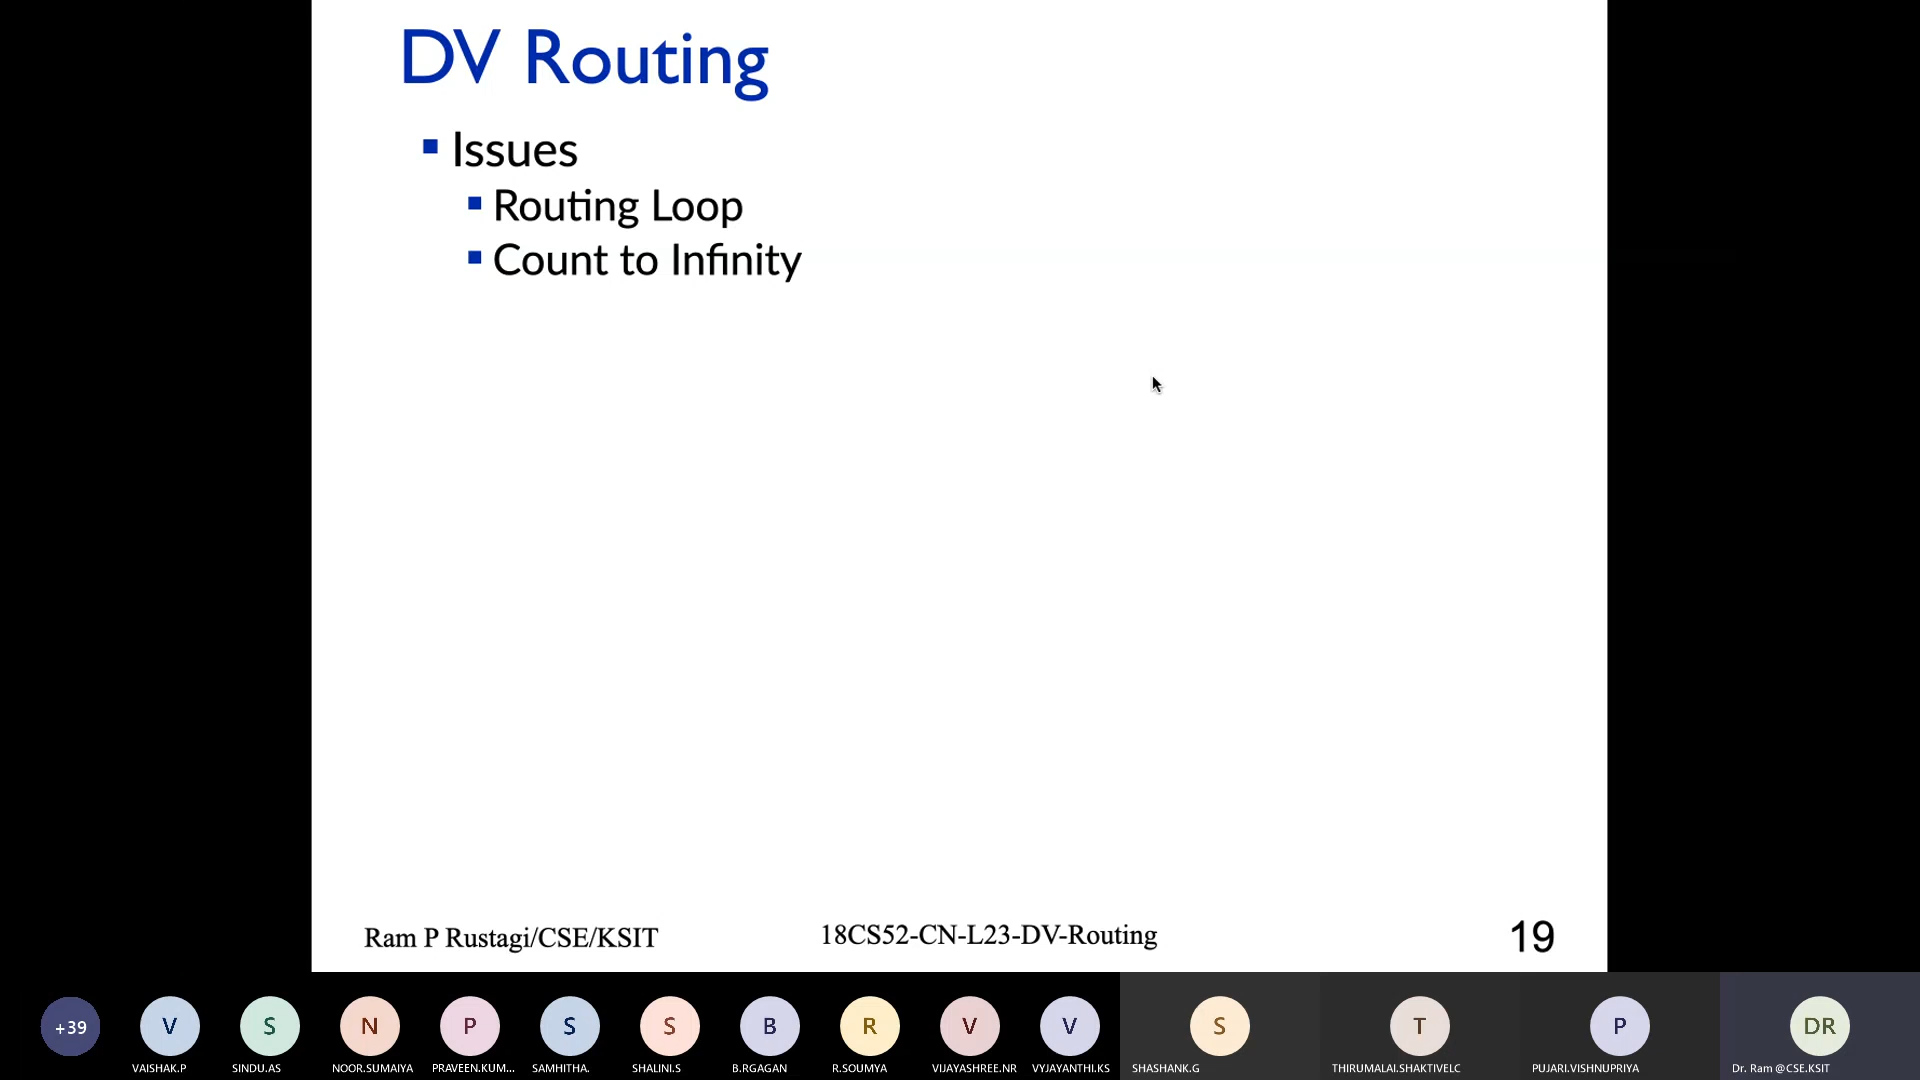 DV Routing
Issues
Routing Loop
Count to Infinity
Ram P Rustagi/CSE/KSIT
18CS52-CN-L23-DV-Routing
19
+39
V
S
N
P
S
S
B
R
V
V
S
T
P
DR
VAISHAK.P
SINDU.AS
NOOR.SUMAIYA
PRAVEEN.KUM...
SAMHITHA.
SHALINI.S
B.RGAGAN
R.SOUMYA
VIJAYASHREE.NR
VYJAYANTHI.KS
SHASHANK.G
THIRUMALAI.SHAKTIVELC
PUJARI.VISHNUPRIYA
Dr. Ram @CSE.KSIT